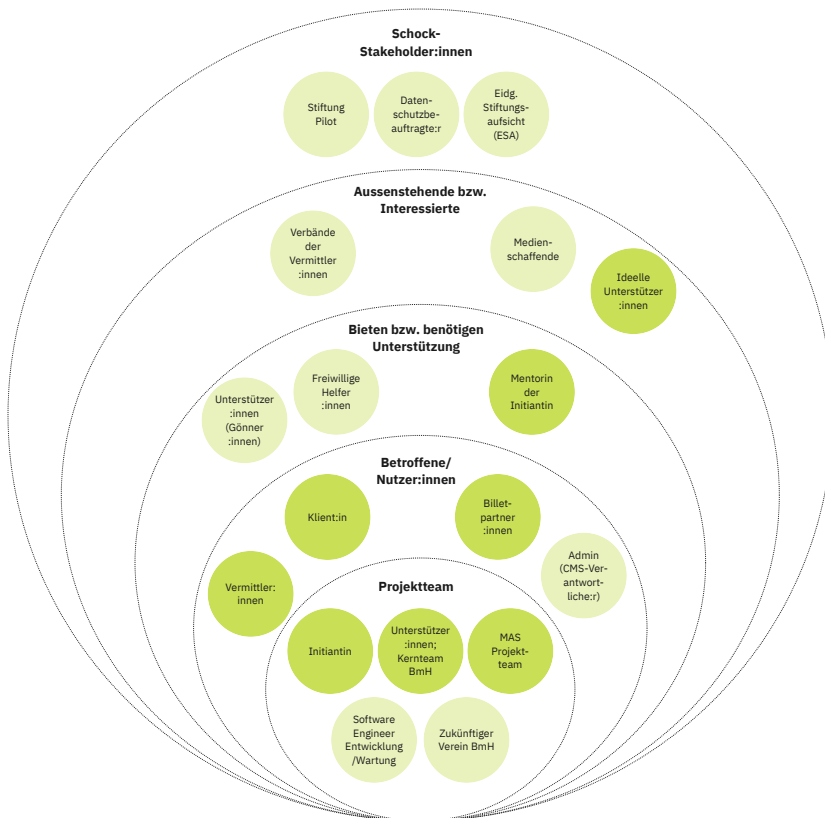 Schock-
Stakeholder:innen
Stiftung
Pilot
Daten-
schutzbe-
auftragte:r
Eidg.
Stiftungs-
aufsicht
(ESA)
Aussenstehende bzw.
Interessierte
Verbände
der
Vermittler
:innen
Medien-
schaffende
Ideelle
Unterstützer
:innen
Bieten bzw. benötigen
Unterstützung
Unterstützer
:innen
(Gönner
:innen)
Freiwillige
Helfer
:innen
Mentorin
der
Initiantin
Betroffene/
Nutzer:innen
Klient:in
Billet-
partner
:innen
Admin
(CMS-Ver-
antwort-
liche:r)
Vermittler:
innen
Projektteam
Initiantin
Unterstützer
:innen;
Kernteam
BmH
MAS
Projekt-
team
Software
Engineer
Entwicklung
/Wartung
Zukünftiger
Verein BmH